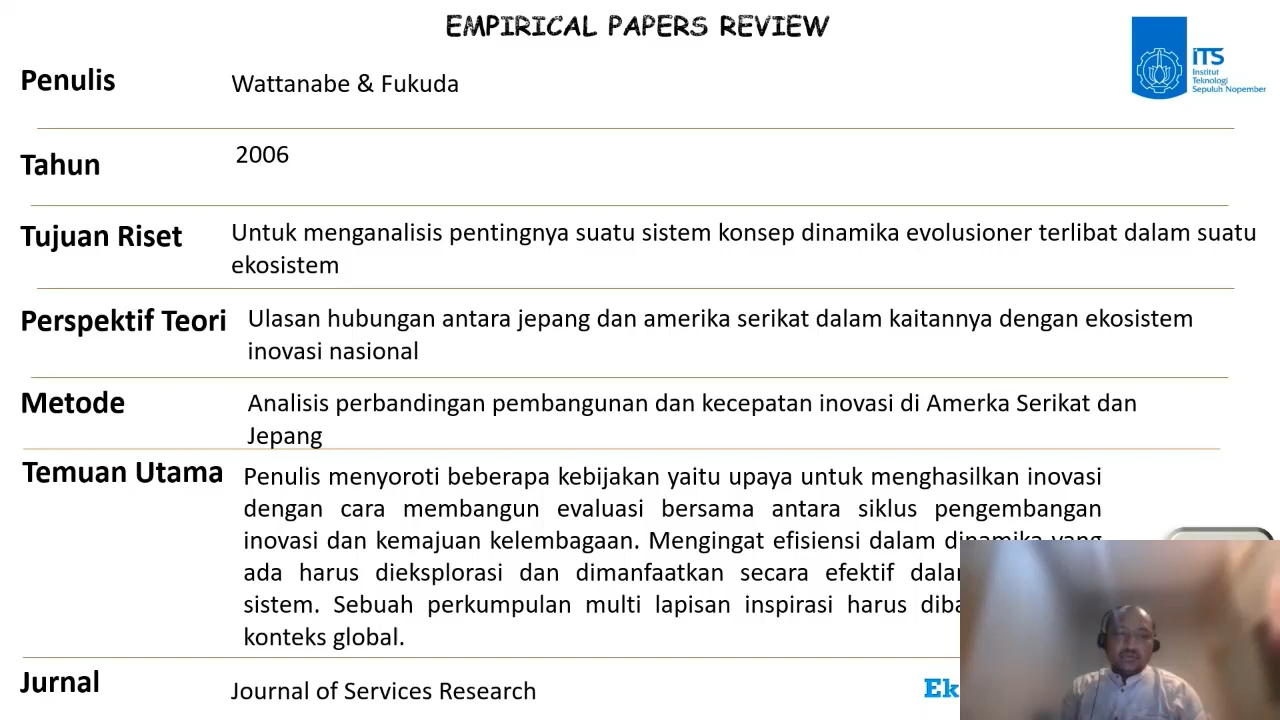 EMPIRICAL PAPERS REVIEW
iTS
Institut
Teknologi
Sepuluh Nopember
Penulis
Wattanabe & Fukuda
Tahun
2006
Tujuan Riset
Untuk menganalisis pentingnya suatu sistem konsep dinamika evolusioner terlibat dalam suatu
ekosistem
Perspektif Teori
Ulasan hubungan antara jepang dan amerika serikat dalam kaitannya dengan ekosistem
inovasi nasional
Metode
Analisis perbandingan pembangunan dan kecepatan inovasi di Amerka Serikat dan
Jepang
Temuan Utama
Penulis menyoroti beberapa kebijakan yaitu upaya untuk menghasilkan inovasi
dengan cara membangun evaluasi bersama antara siklus pengembangan
inovasi dan kemajuan kelembagaan. Mengingat efisiensi dalam dinamika yang
ada harus dieksplorasi dan dimanfaatkan secara efektif
sistem. Sebuah perkumpulan multi lapisan inspirasi harus
konteks global.
Jurnal
Journal of Services Research